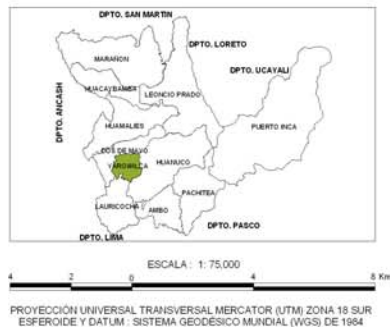 DPTO. SAN MARTIN
DPTO. LORETO
MARAÑON
DPTO. UCAYALI
HUACAYBAMBA
LEONCIO PRADO
DPTO. ANCASH
HUAMALIES
PUERTO INCA
DOS DE MAYO
YAROWILCA
HUANUCO
PACHITEA
LAURICOCHA
AMBO
DPTO. PASCO
DPTO. LIMA
ESCALA : 1: 75,000
4 2 0 4 8 Km
PROYECCIÓN UNIVERSAL TRANSVERSAL MERCATOR (UTM) ZONA 18 SUR
ESFEROIDE Y DATUM : SISTEMA GEODÉSICO MUNDIAL (WGS) DE 1984